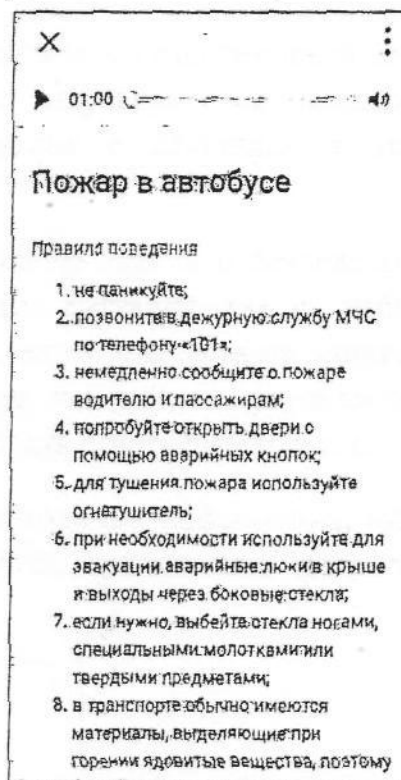 01:00
Пожар в автобусе
Правила поведения
1. не паникуйте;
2. позвоните в дежурную службу МЧС
по телефону «101»;
3. немедленно сообщите о пожаре
водителю и пассажирам;
4. попробуйте открыть двери с
помощью аварийных кнопок;
5. для тушения пожара используйте
огнетушитель;
6. при необходимости используйте для
эвакуации аварийные люки в крыше
и выходы через боковые стекла;
7. если нужно, выбейте стекла ногами,
специальными молотками или
твердыми предметами;
8. в транспорте обычно имеются
материалы, выделяющие при
горении ядовитые вещества, поэтому